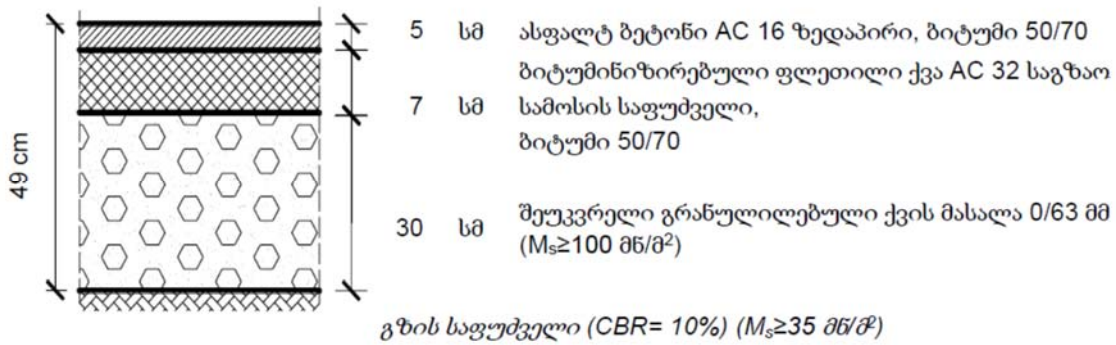 5 სმ ასფალტ ბეტონი AC 16 ზედაპირი, ბიტუმი 50/70
ბიტუმინიზირებული ფლეთილი ქვა AC 32 საგზაო
7 სმ სამოსის საფუძველი,
ბიტუმი 50/70
49 cm
შეუკვრელი გრანულილებული ქვის მასალა 0/63 მმ
30 სმ (Ms≥100 მნ/მ²)
გზის საფუძველი (CBR= 10%) (Ms≥35 მნ/მ²)